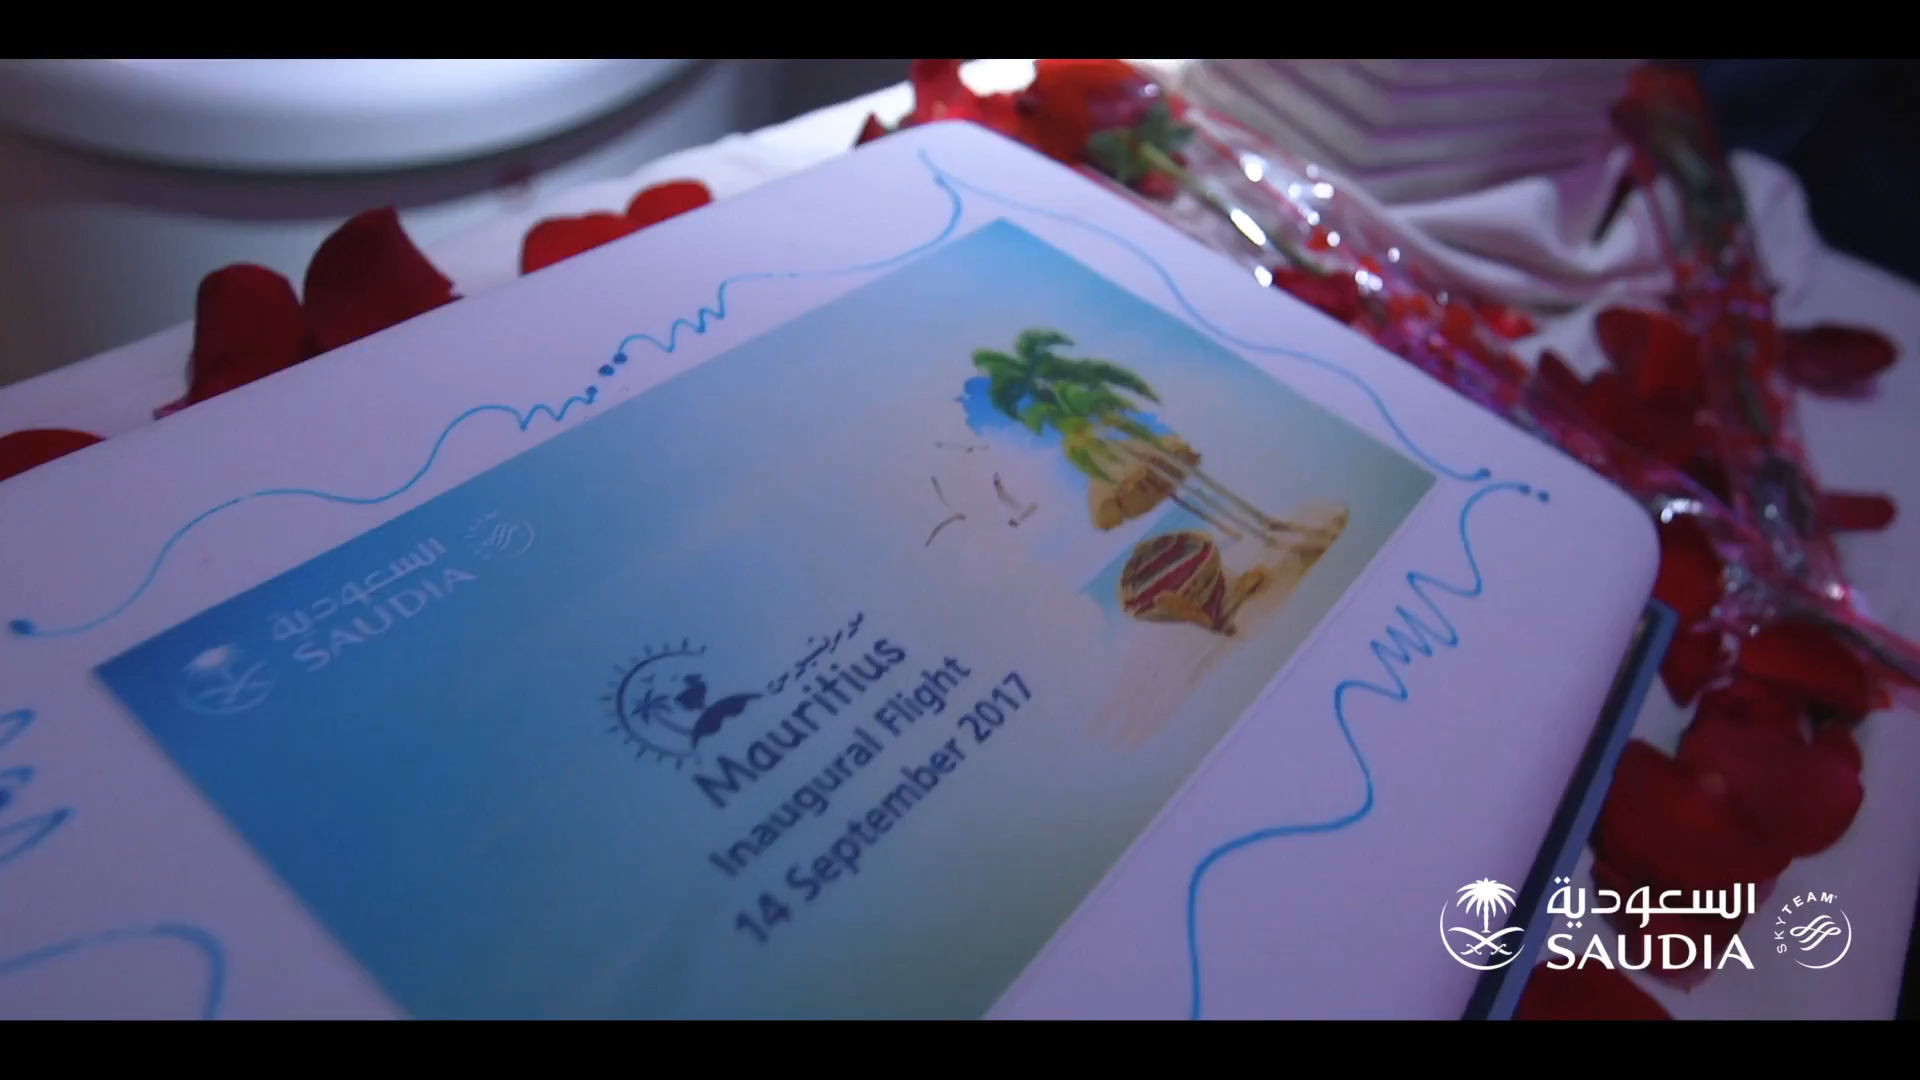 السعودية
SAUDIA
موريشيوس
Mauritius
Inaugural Flight
14 September 2017
السعودية
SAUDIA
SKYTEAM